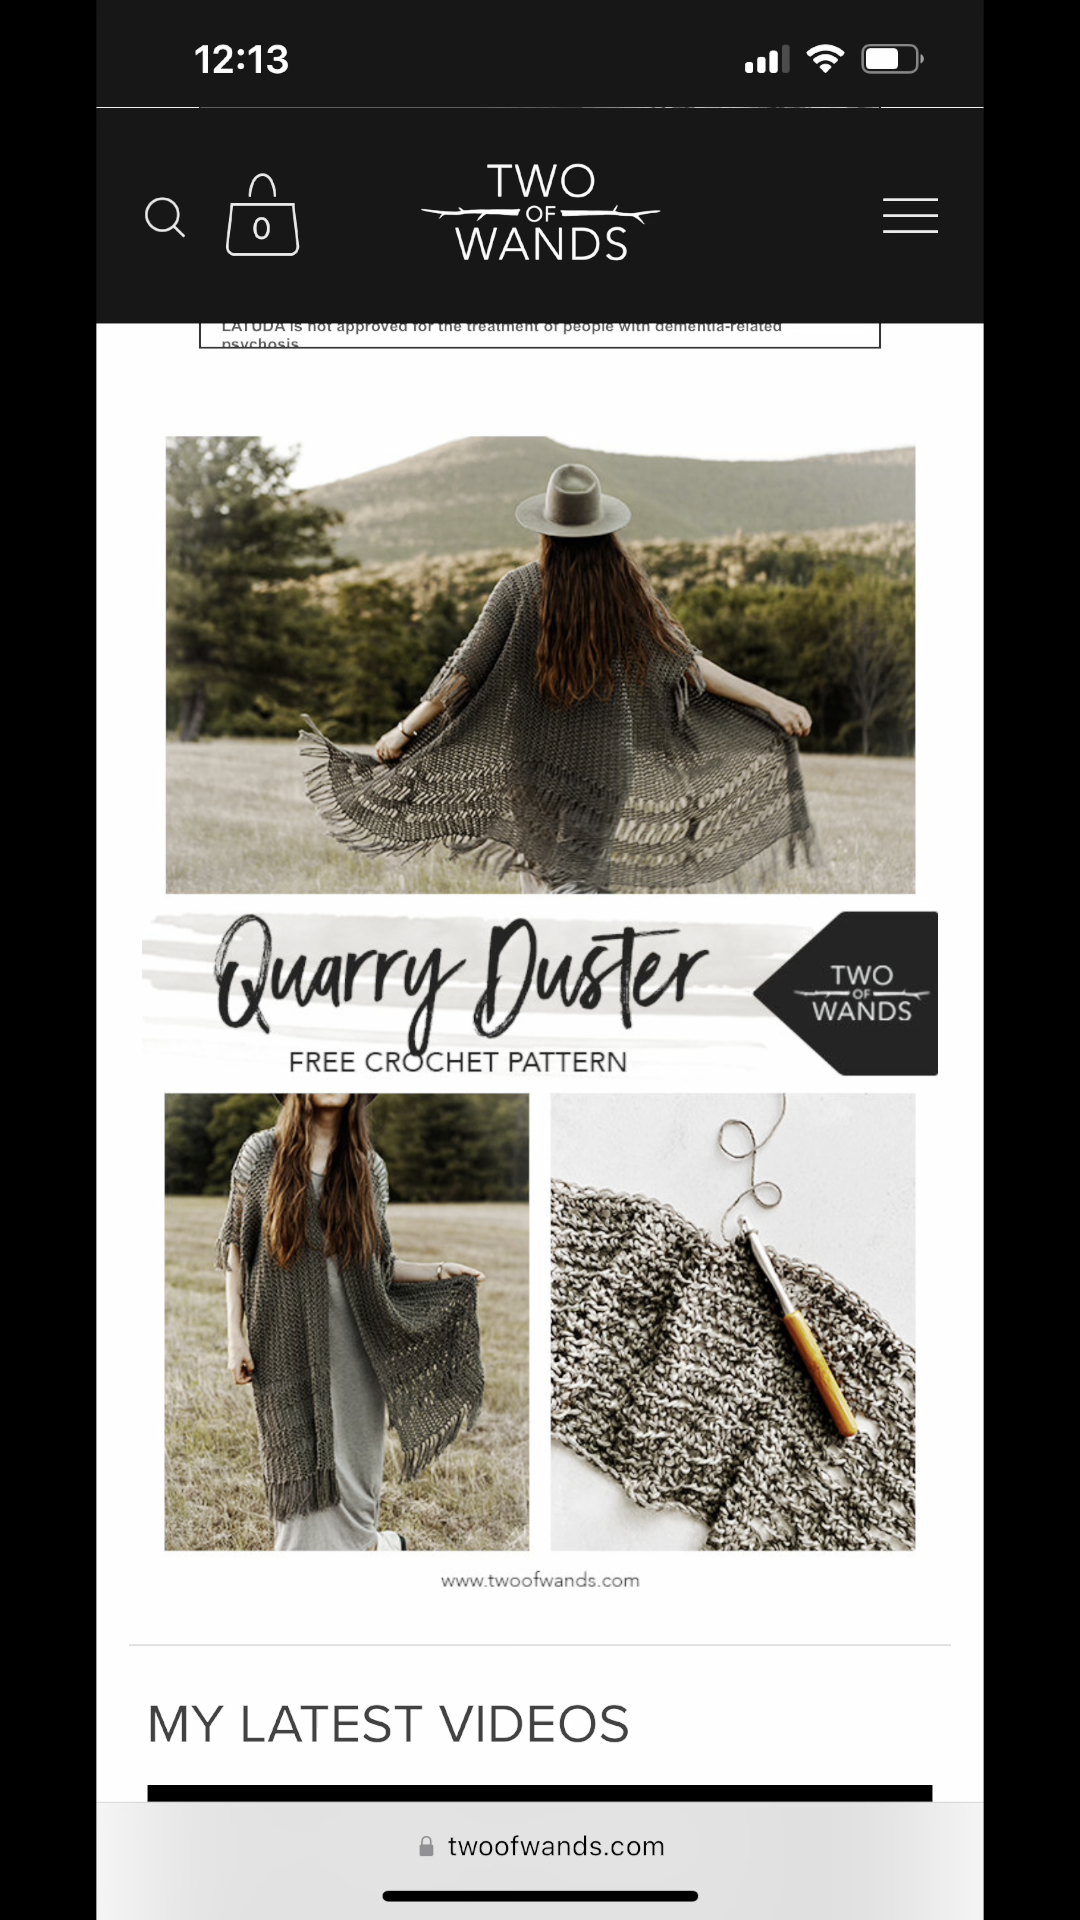 12:13
0
TWO
OF
WANDS
LATUDA is not approved for the treatment of people with dementia-related
psychosis
Quarry Duster
FREE CROCHET PATTERN
TWO
OF
WANDS
www.twoofwands.com
MY LATEST VIDEOS
twoofwands.com